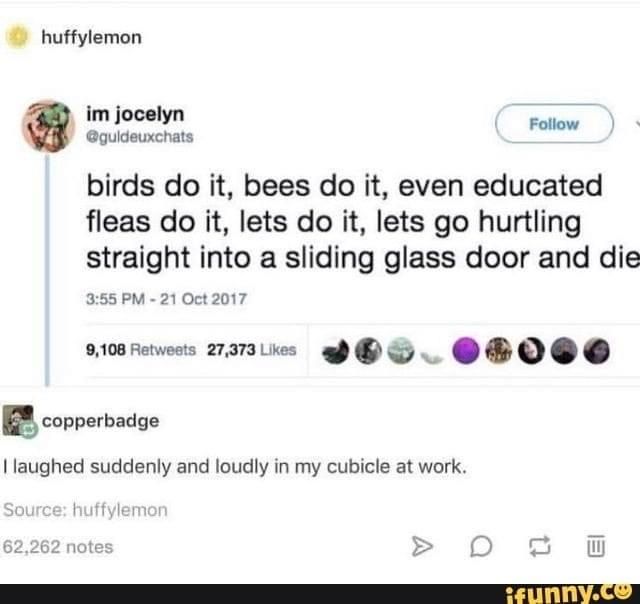 huffylemon
im jocelyn
@guldeuxchats
Follow
birds do it, bees do it, even educated
fleas do it, lets do it, lets go hurtling
straight into a sliding glass door and die
3:55 PM - 21 Oct 2017
9,108 Retweets 27,373 Likes
copperbadge
I laughed suddenly and loudly in my cubicle at work.
Source: huffylemon
62,262 notes
ifunny.co